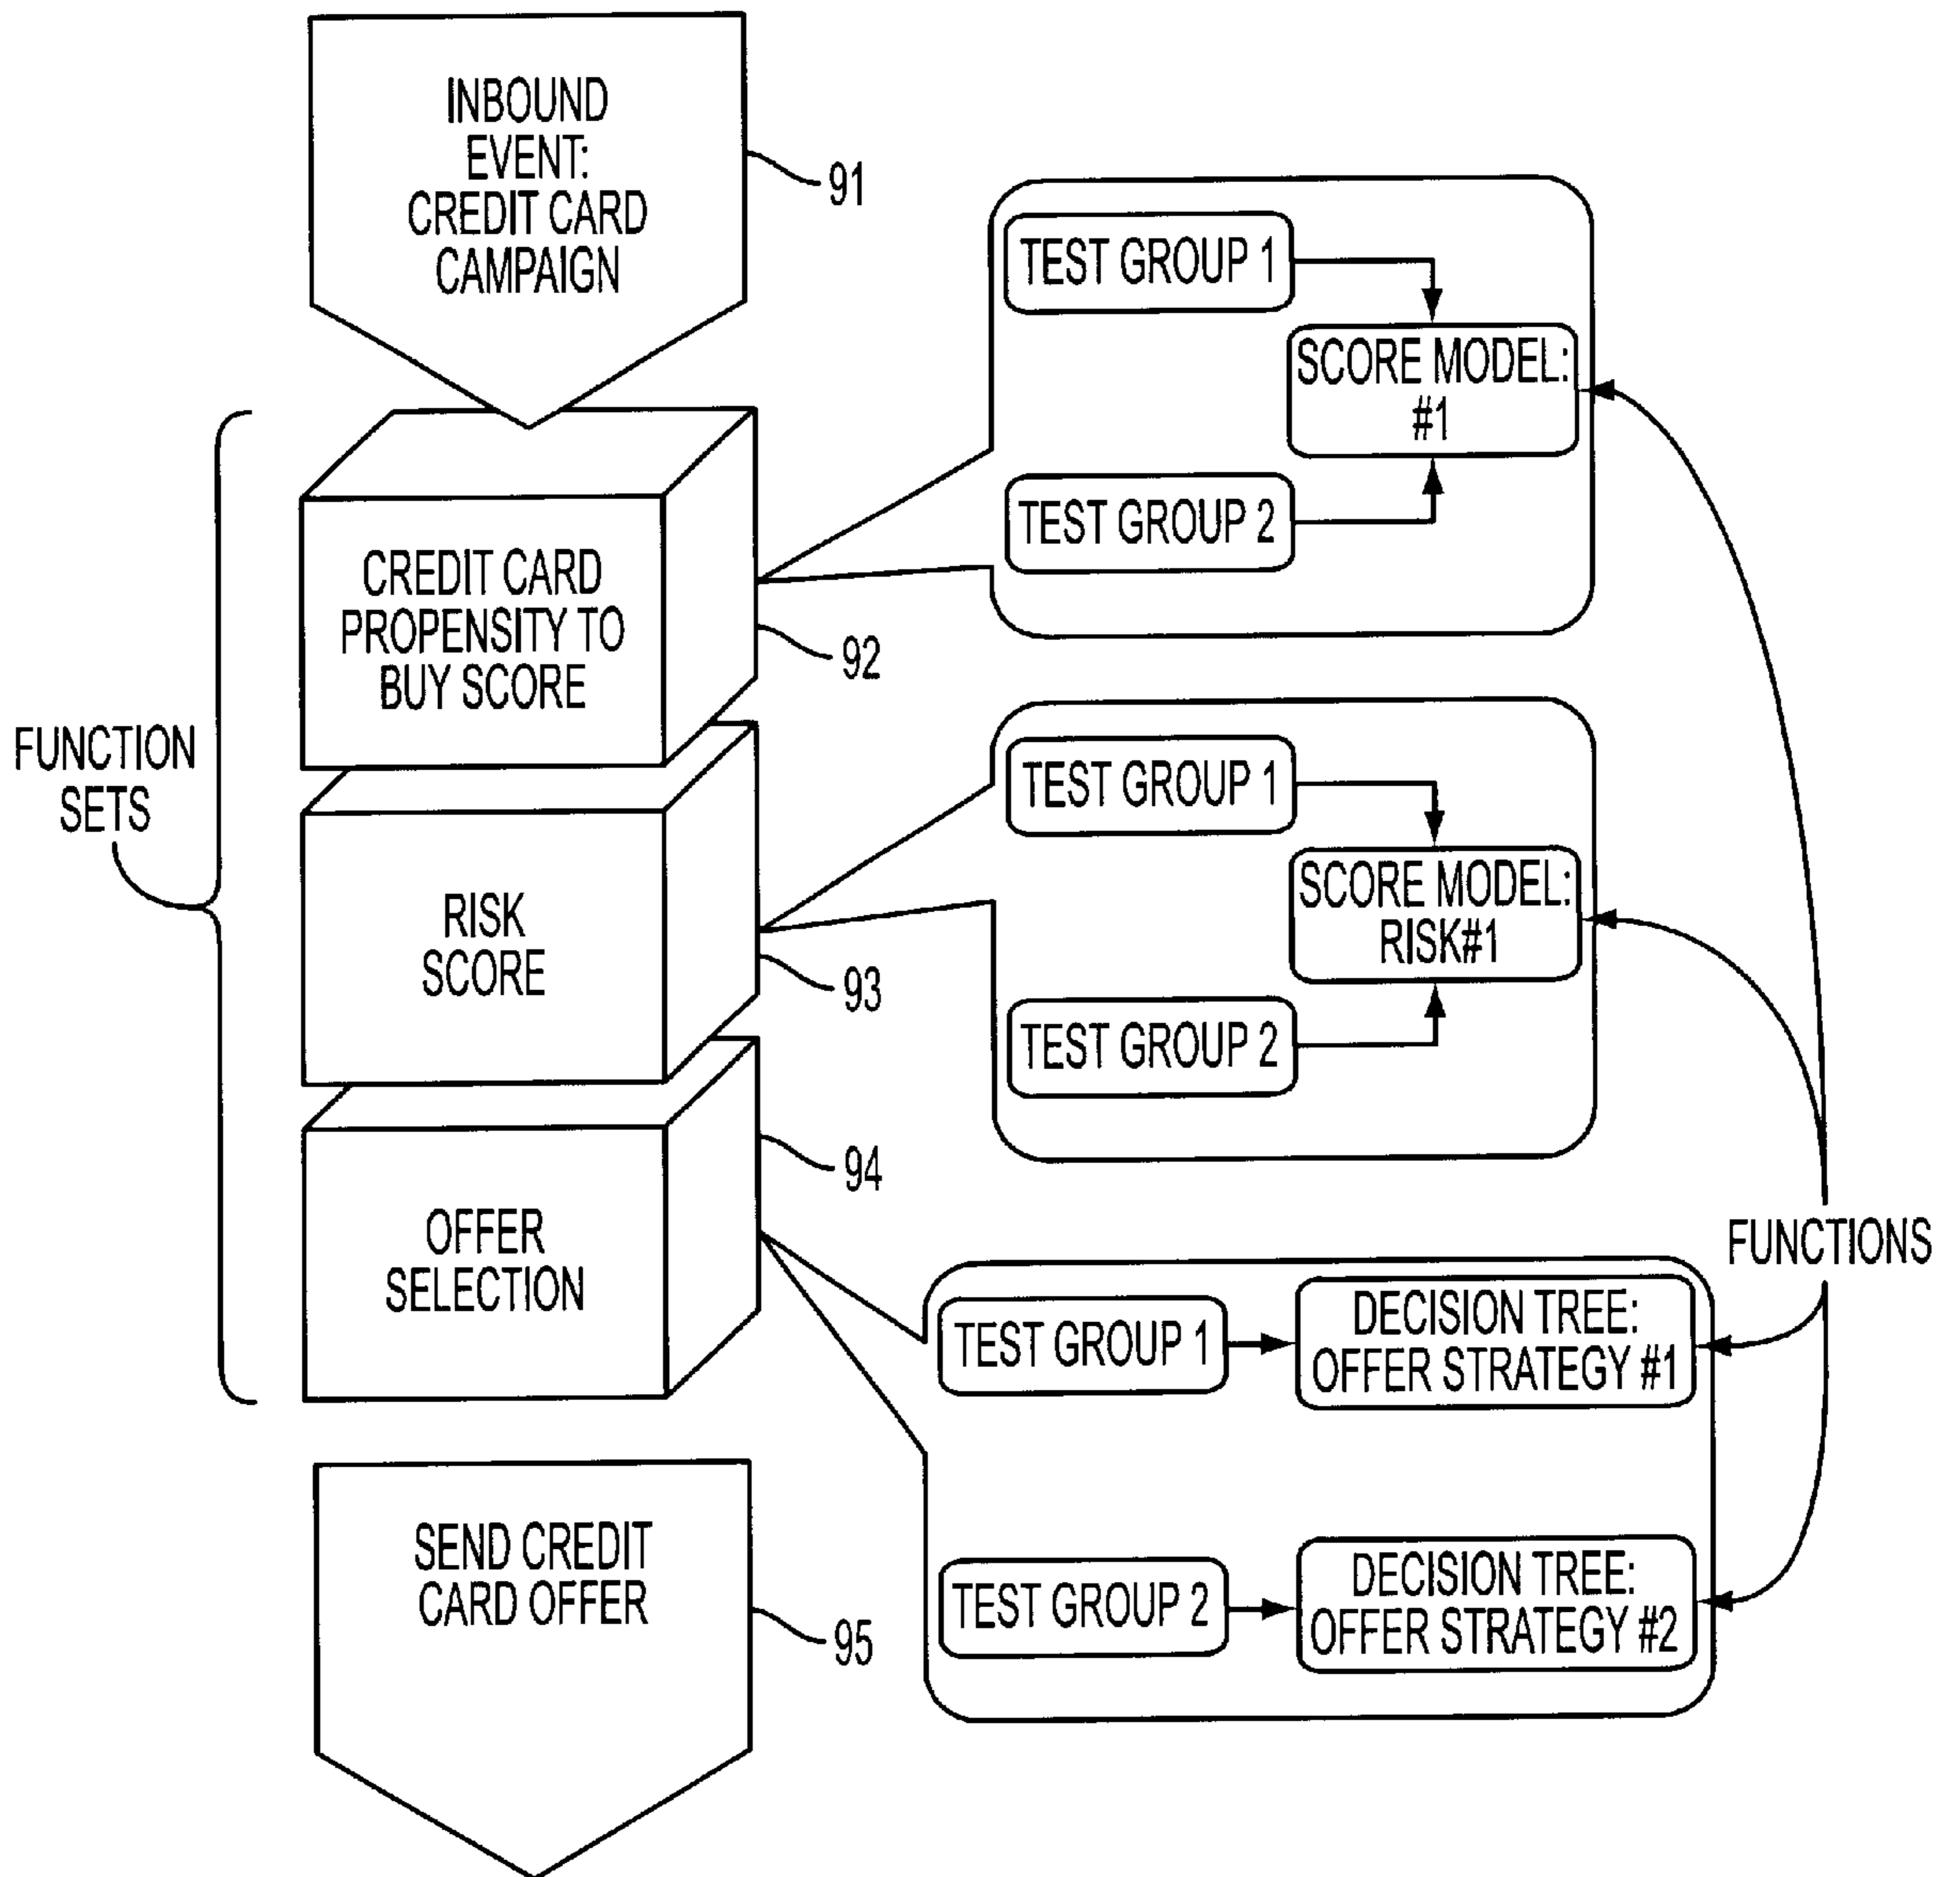 INBOUND
EVENT:
CREDIT CARD
CAMPAIGN
91
CREDIT CARD
PROPENSITY TO
BUY SCORE
92
FUNCTION
SETS
RISK
SCORE
93
OFFER
SELECTION
94
SEND CREDIT
CARD OFFER
95
TEST GROUP 1
SCORE MODEL:
#1
TEST GROUP 2
TEST GROUP 1
SCORE MODEL:
RISK#1
TEST GROUP 2
FUNCTIONS
TEST GROUP 1
DECISION TREE:
OFFER STRATEGY #1
TEST GROUP 2
DECISION TREE:
OFFER STRATEGY #2